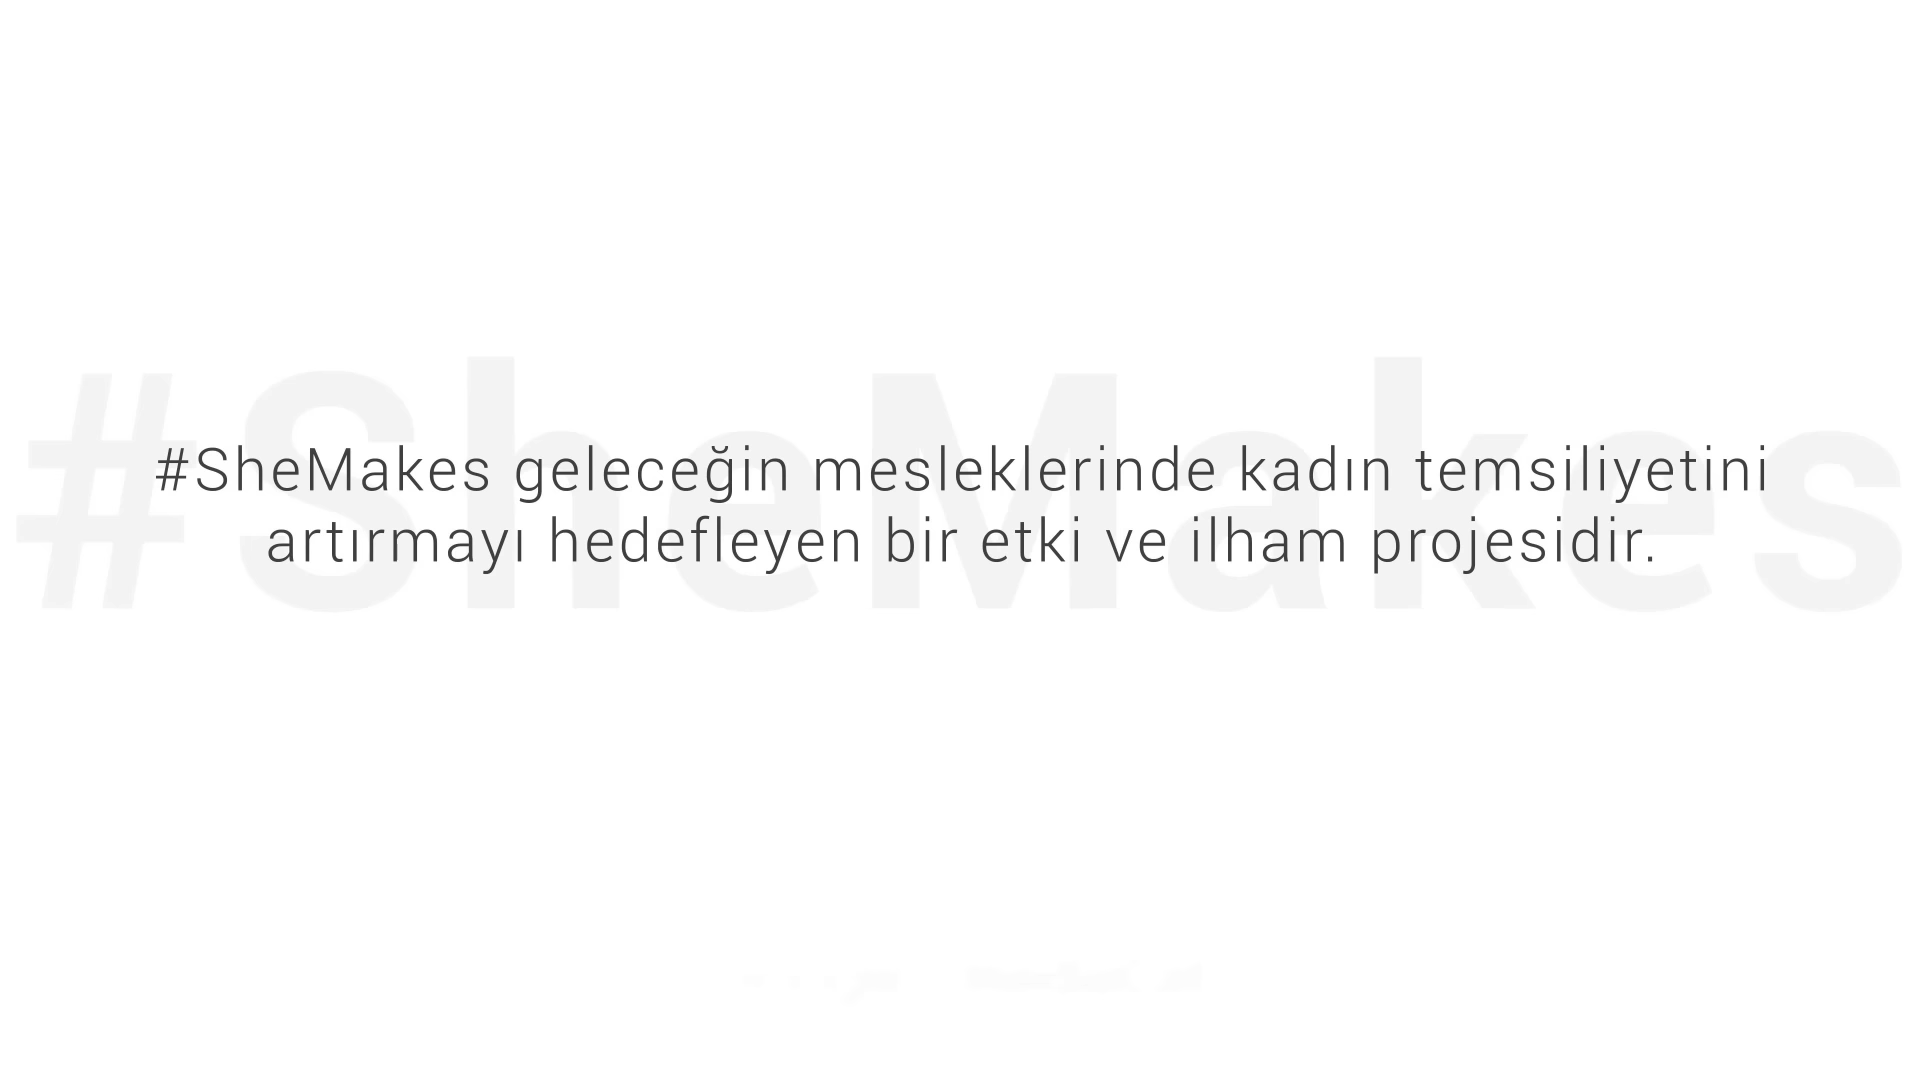 #SheMakes
#SheMakes geleceğin mesleklerinde kadın temsiliyetini
artırmayı hedefleyen bir etki ve ilham projesidir.